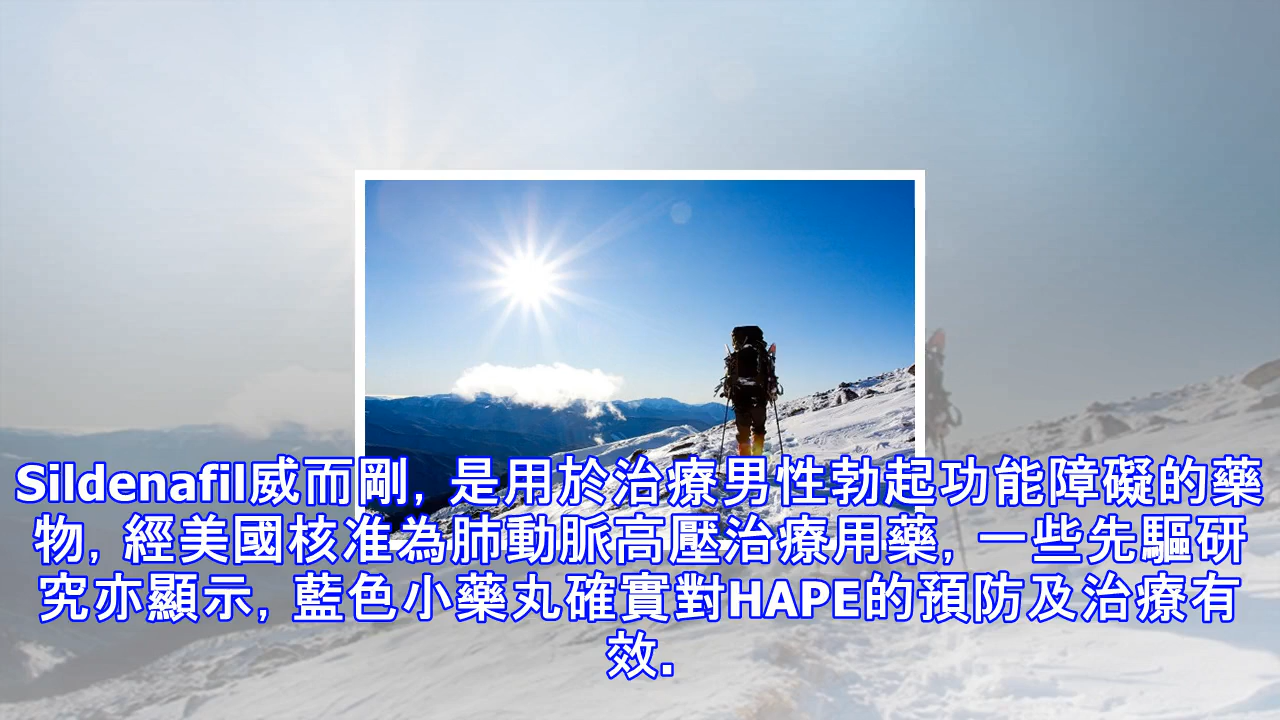 Sildenafil威而剛, 是用於治療男性勃起功能障礙的藥
物, 經美國核准為肺動脈高壓治療用藥, 一些先驅研
究亦顯示, 藍色小藥丸確實對HAPE的預防及治療有
效.